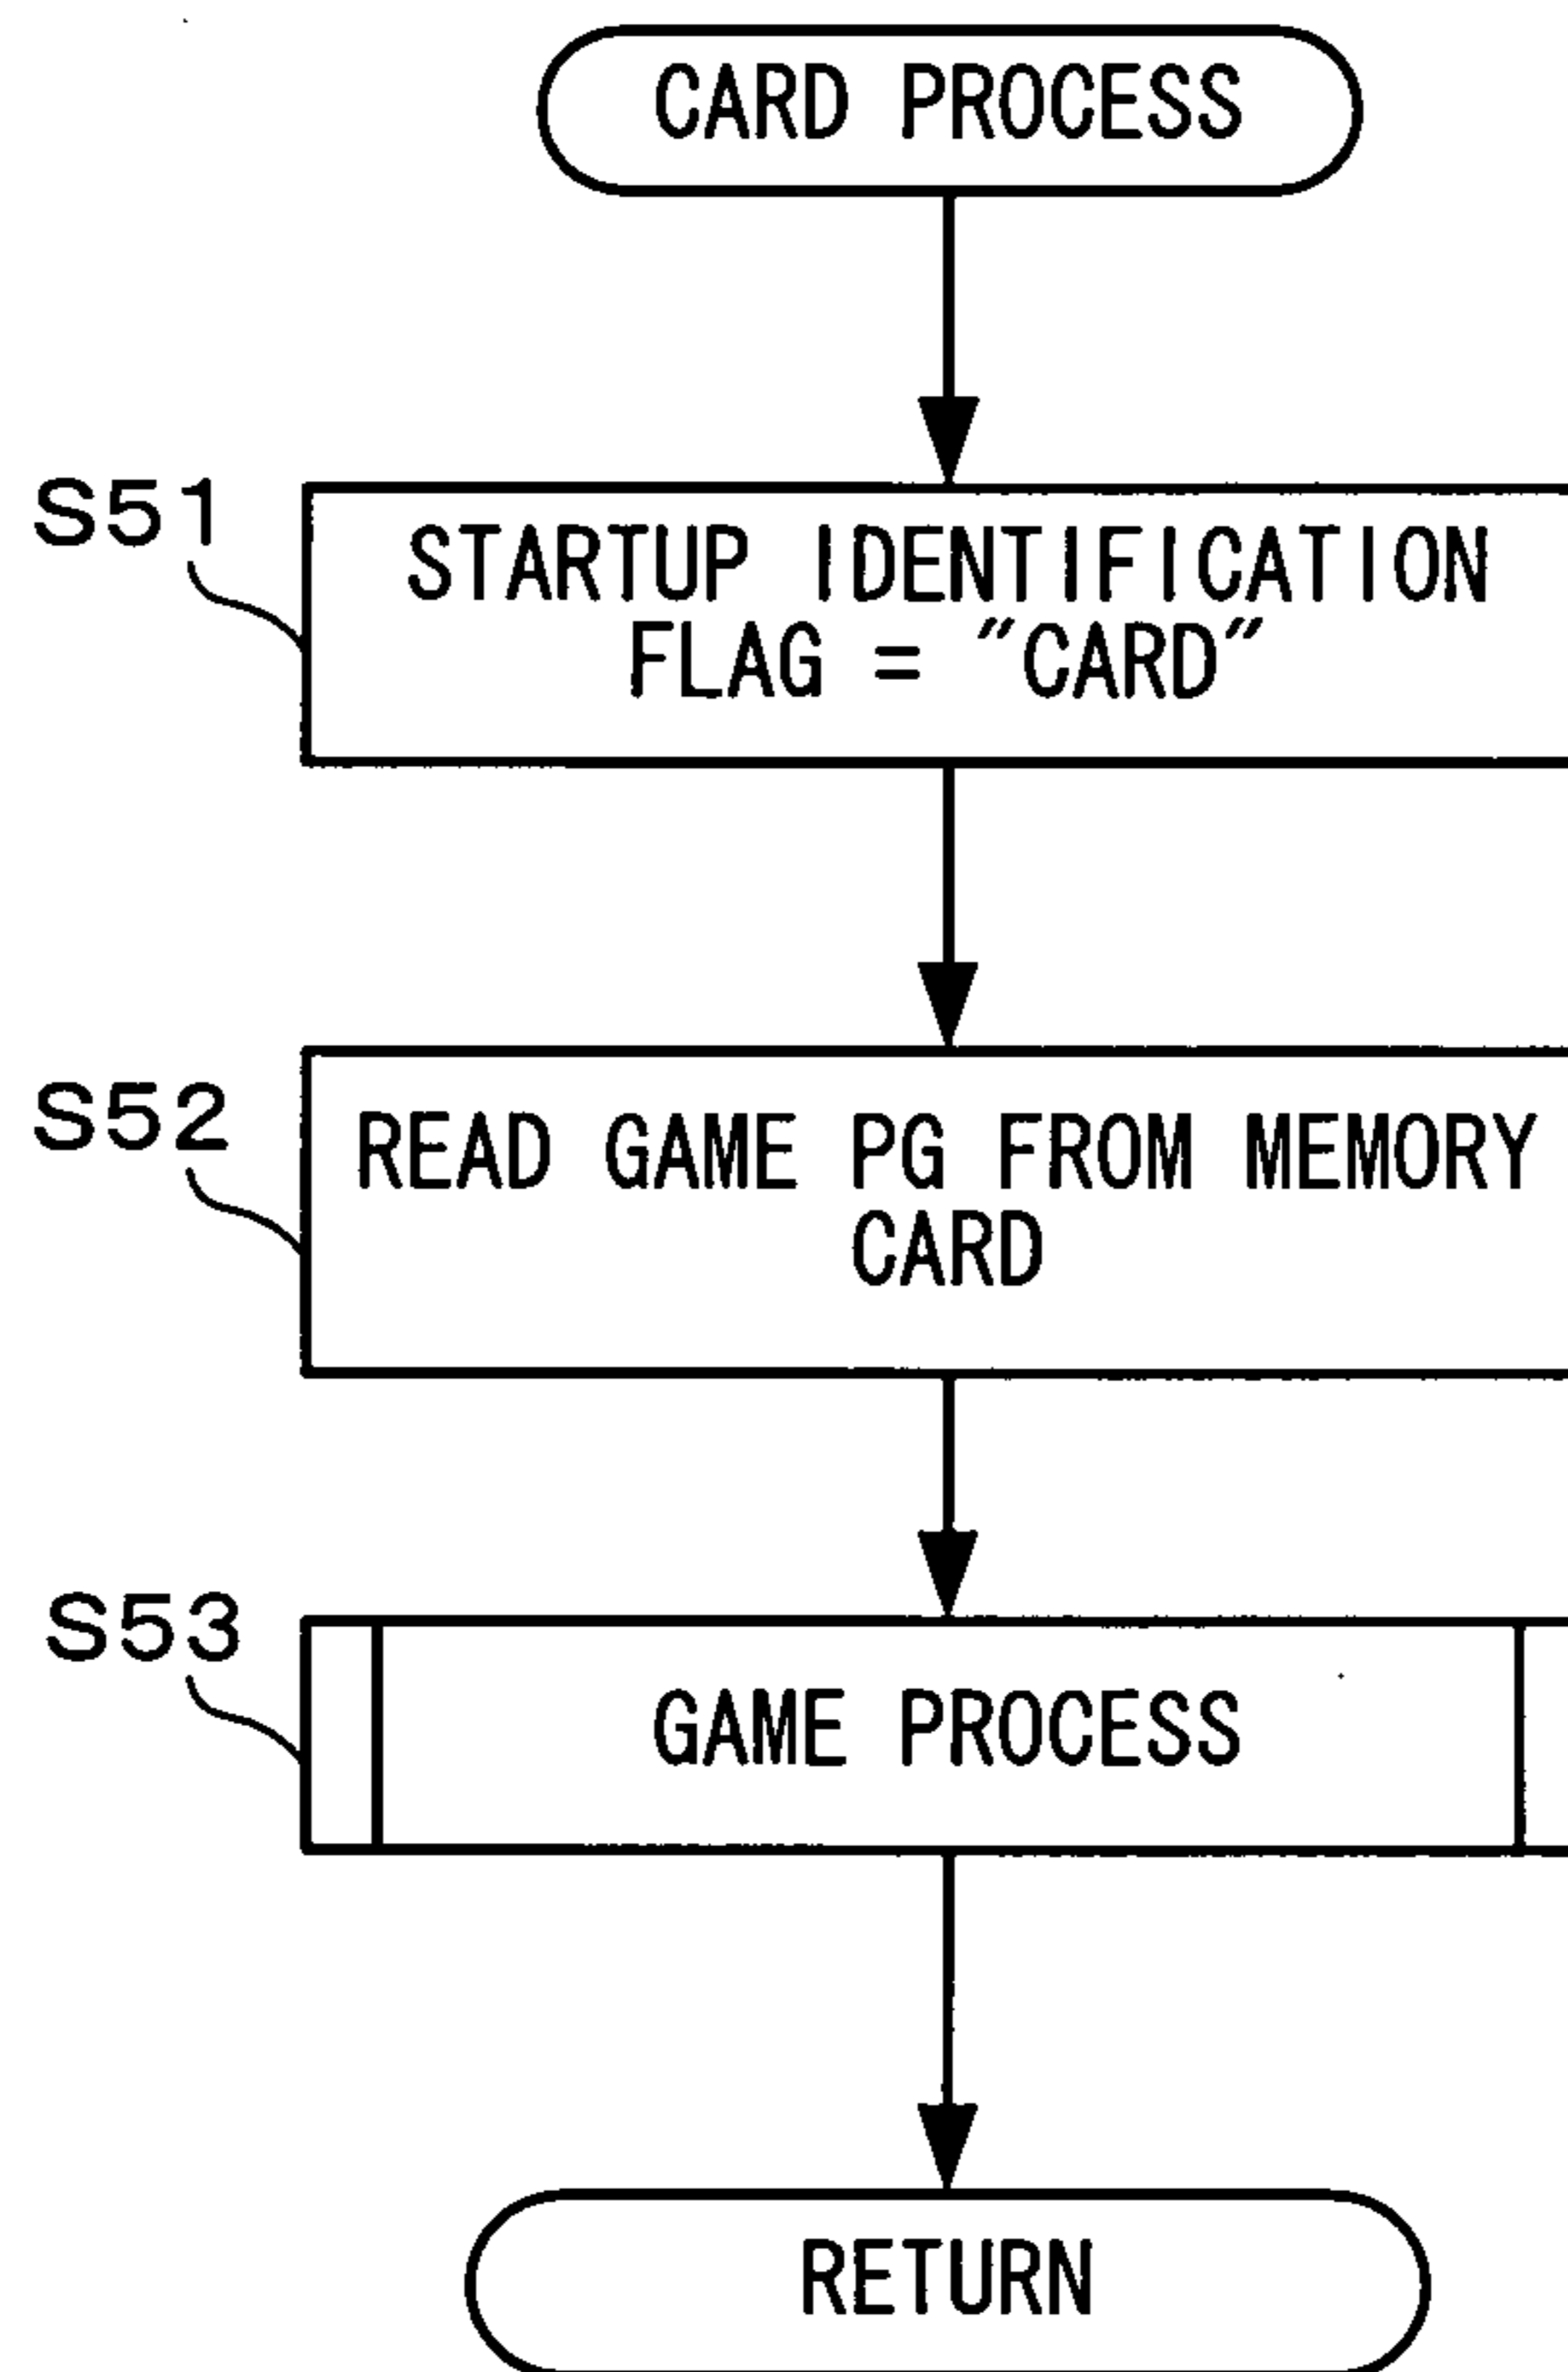 CARD PROCESS
S51
STARTUP IDENTIFICATION
FLAG = "CARD"
S52
READ GAME PG FROM MEMORY
CARD
S53
GAME PROCESS
RETURN